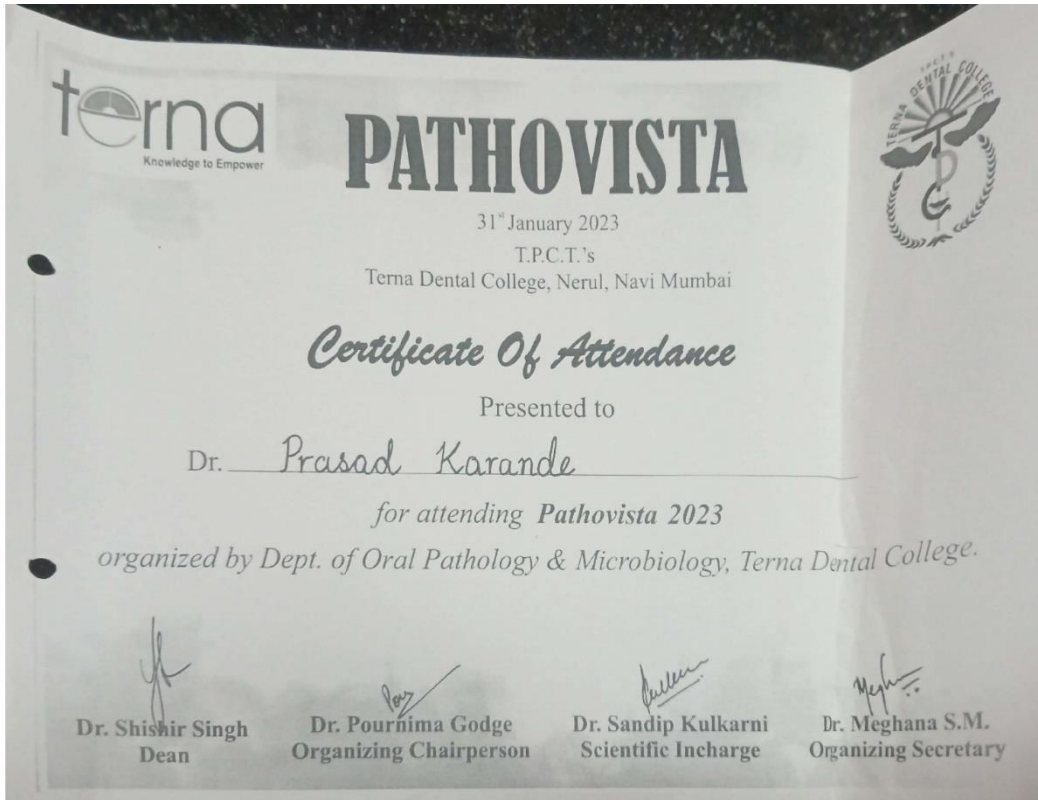 terna
Knowledge to Empower
PATHOVISTA
31st January 2023
T.P.C.T.'s
Terna Dental College, Nerul, Navi Mumbai
T.P.C.T'S
TERNA DENTAL COLLEGE
Certificate Of Attendance
Presented to
Dr. Prasad Karande
for attending Pathovista 2023
organized by Dept. of Oral Pathology & Microbiology, Terna Dental College.
Dr. Shishir Singh
Dean
Dr. Pournima Godge
Organizing Chairperson
Dr. Sandip Kulkarni
Scientific Incharge
Dr. Meghana S.M.
Organizing Secretary